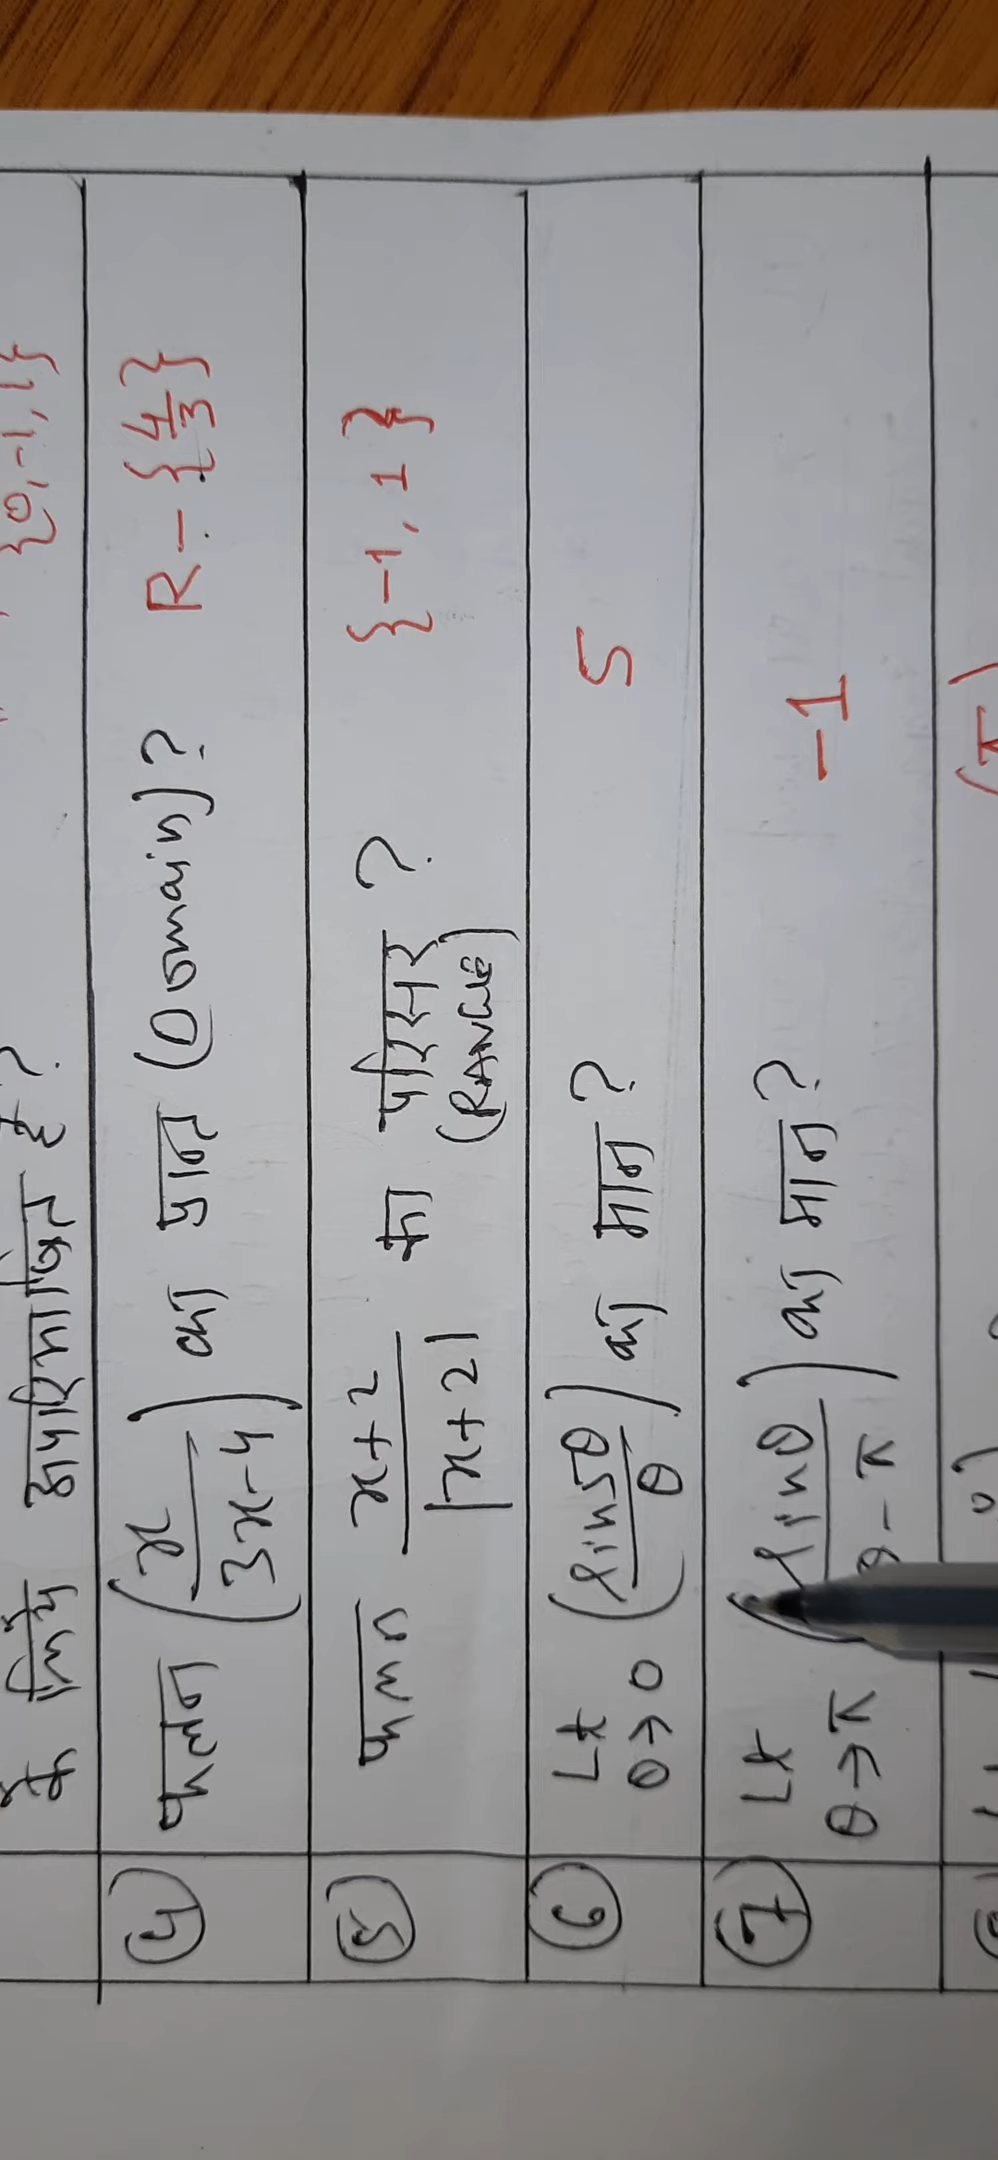 के लिये अपरिभाषित है? {0, -1, 1}
(4) फलन (x / 3x-4) का प्रान्त (Domain)? R - {4/3}
(5) फलन x+2 / |x+2| का परिसर ? {-1, 1}
(RANGE)
(6) Lt θ→0 (sin5θ / θ) का मान? 5
(7) Lt θ→π (sinθ / θ-π) का मान? -1